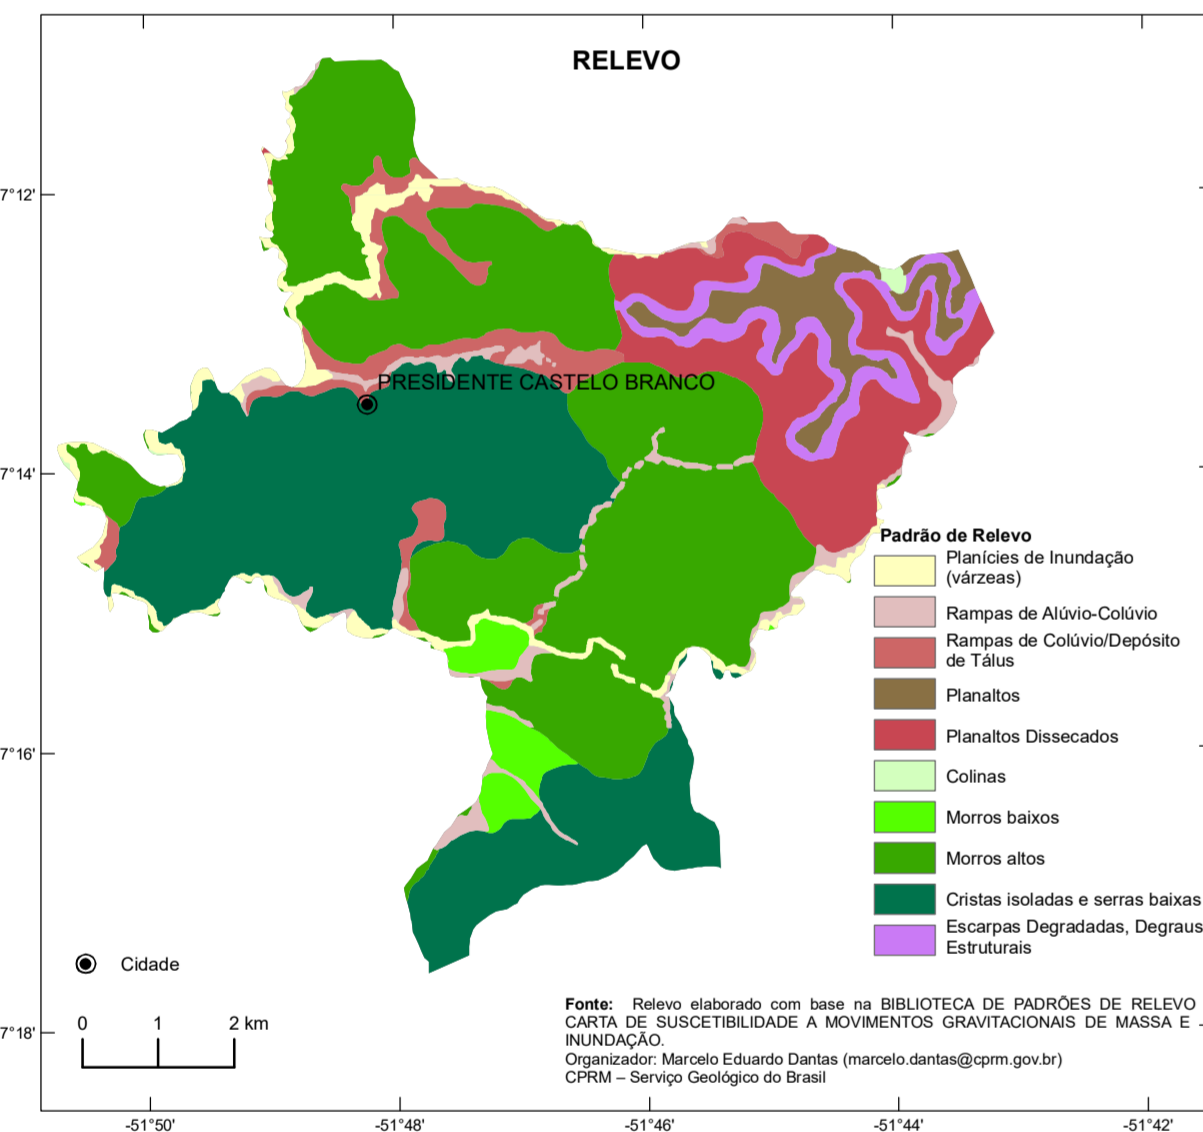 RELEVO
7°12'
PRESIDENTE CASTELO BRANCO
7°14'
Padrão de Relevo
Planícies de Inundação
(várzeas)
Rampas de Alúvio-Colúvio
Rampas de Colúvio/Depósito
de Tálus
Planaltos
Planaltos Dissecados
Colinas
Morros baixos
Morros altos
Cristas isoladas e serras baixas
Escarpas Degradadas, Degraus
Estruturais
7°16'
Cidade
0 1 2 km
7°18'
Fonte: Relevo elaborado com base na BIBLIOTECA DE PADRÕES DE RELEVO
CARTA DE SUSCETIBILIDADE A MOVIMENTOS GRAVITACIONAIS DE MASSA E
INUNDAÇÃO.
Organizador: Marcelo Eduardo Dantas (marcelo.dantas@cprm.gov.br)
CPRM – Serviço Geológico do Brasil
-51°50' -51°48' -51°46' -51°44' -51°42'